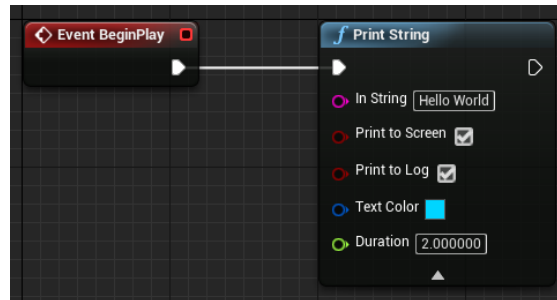 Event BeginPlay
f Print String
In String Hello World
Print to Screen
Print to Log
Text Color
Duration 2.000000